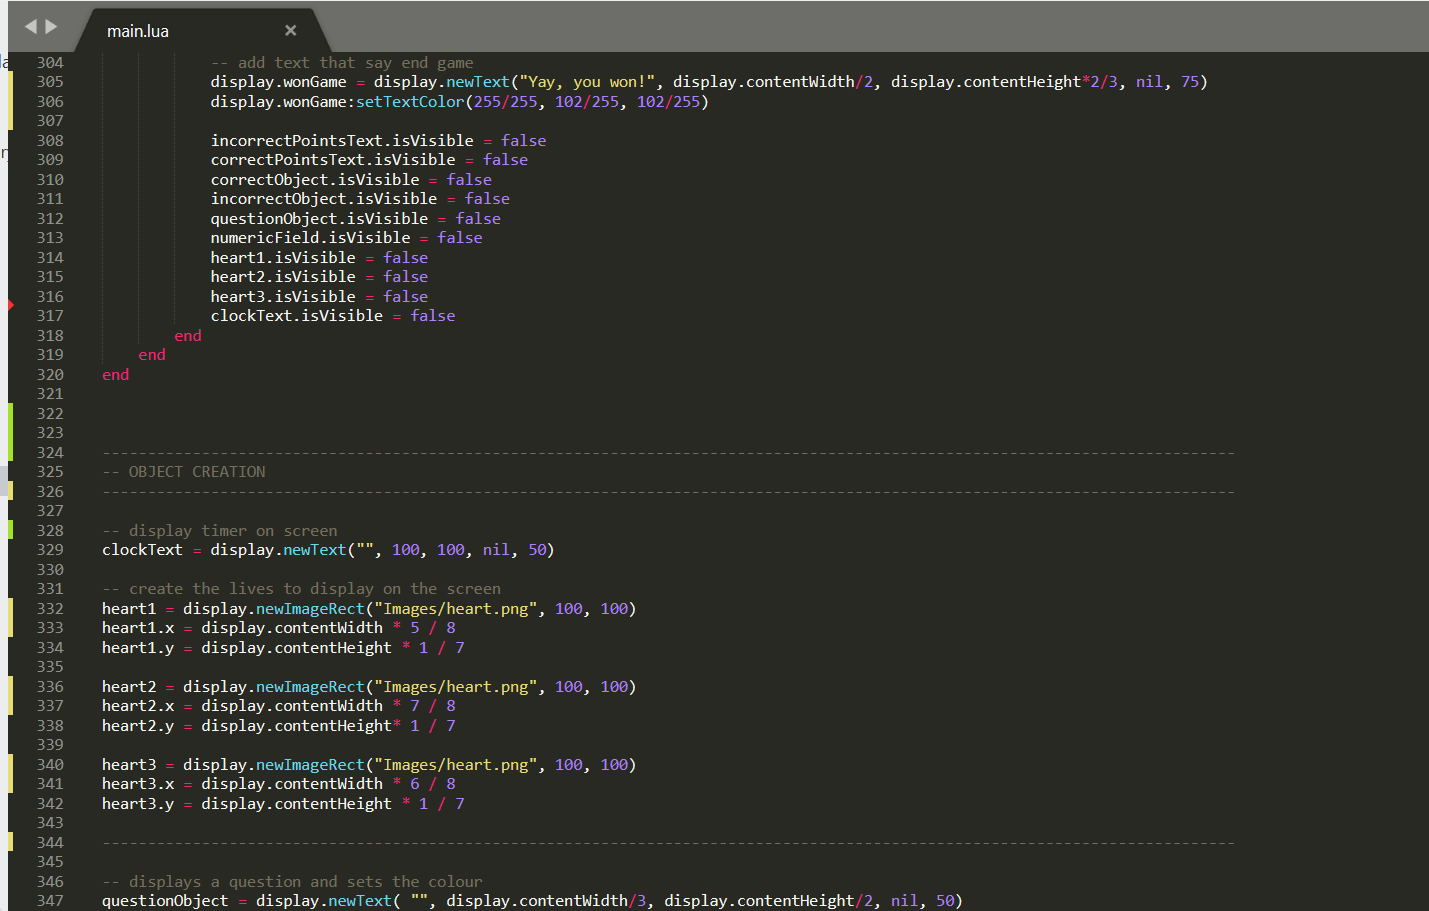 main.lua
304 -- add text that say end game
305 display.wonGame = display.newText("Yay, you won!", display.contentWidth/2, display.contentHeight*2/3, nil, 75)
306 display.wonGame:setTextColor(255/255, 102/255, 102/255)
307
308 incorrectPointsText.isVisible = false
309 correctPointsText.isVisible = false
310 correctObject.isVisible = false
311 incorrectObject.isVisible = false
312 questionObject.isVisible = false
313 numericField.isVisible = false
314 heart1.isVisible = false
315 heart2.isVisible = false
316 heart3.isVisible = false
317 clockText.isVisible = false
318 end
319 end
320 end
321
322
323
324 -----------------------------------------------------------------------------------------------------------------------------
325 -- OBJECT CREATION
326 -----------------------------------------------------------------------------------------------------------------------------
327
328 -- display timer on screen
329 clockText = display.newText("", 100, 100, nil, 50)
330
331 -- create the lives to display on the screen
332 heart1 = display.newImageRect("Images/heart.png", 100, 100)
333 heart1.x = display.contentWidth * 5 / 8
334 heart1.y = display.contentHeight * 1 / 7
335
336 heart2 = display.newImageRect("Images/heart.png", 100, 100)
337 heart2.x = display.contentWidth * 7 / 8
338 heart2.y = display.contentHeight* 1 / 7
339
340 heart3 = display.newImageRect("Images/heart.png", 100, 100)
341 heart3.x = display.contentWidth * 6 / 8
342 heart3.y = display.contentHeight * 1 / 7
343
344 -----------------------------------------------------------------------------------------------------------------------------
345
346 -- displays a question and sets the colour
347 questionObject = display.newText( "", display.contentWidth/3, display.contentHeight/2, nil, 50)